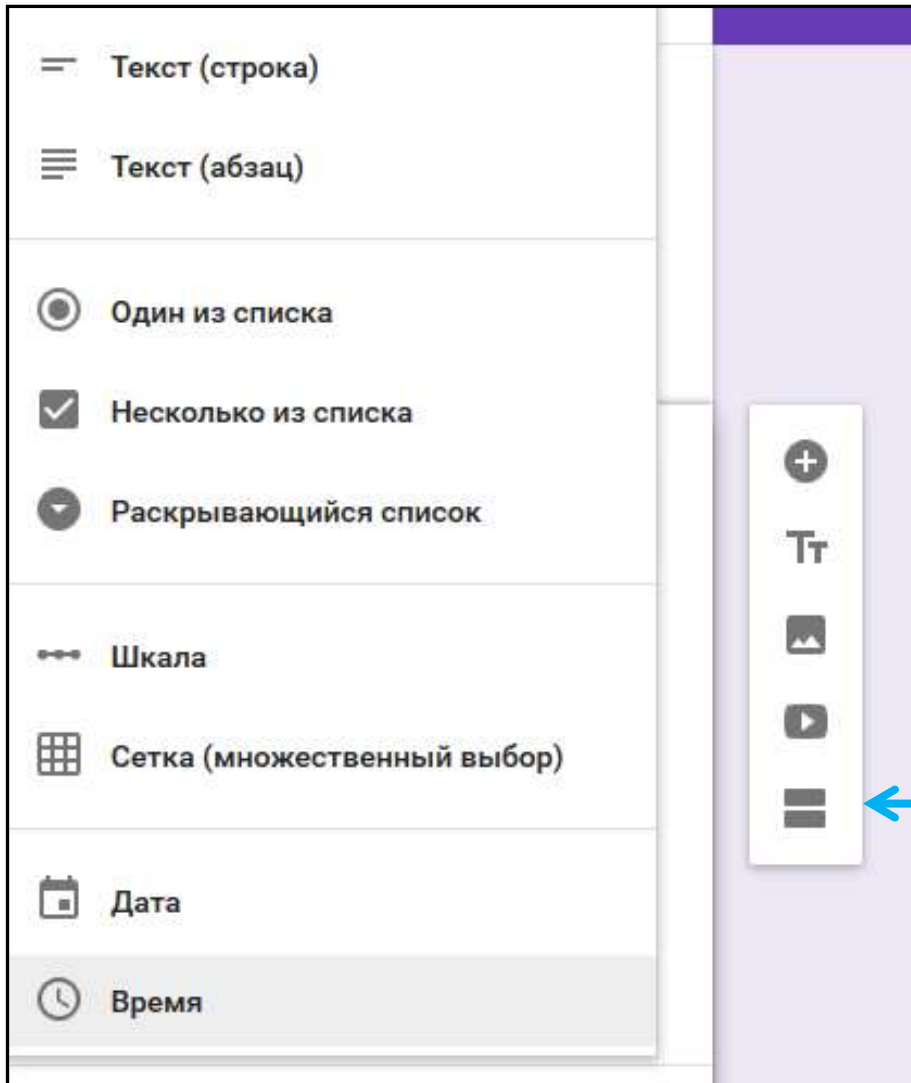 Текст (строка)
Текст (абзац)
Один из списка
Несколько из списка
Раскрывающийся список
Шкала
Сетка (множественный выбор)
Дата
Время